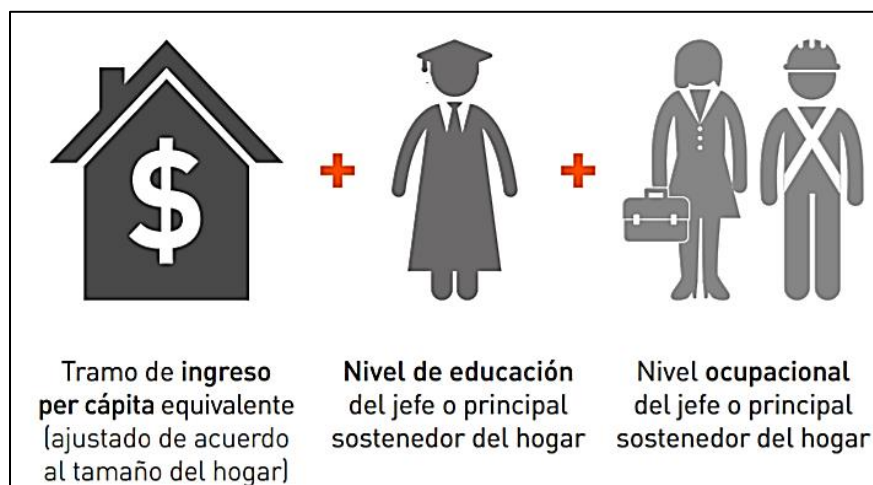 $
Tramo de ingreso
per cápita equivalente
(ajustado de acuerdo
al tamaño del hogar)
Nivel de educación
del jefe o principal
sostenedor del hogar
Nivel ocupacional
del jefe o principal
sostenedor del hogar